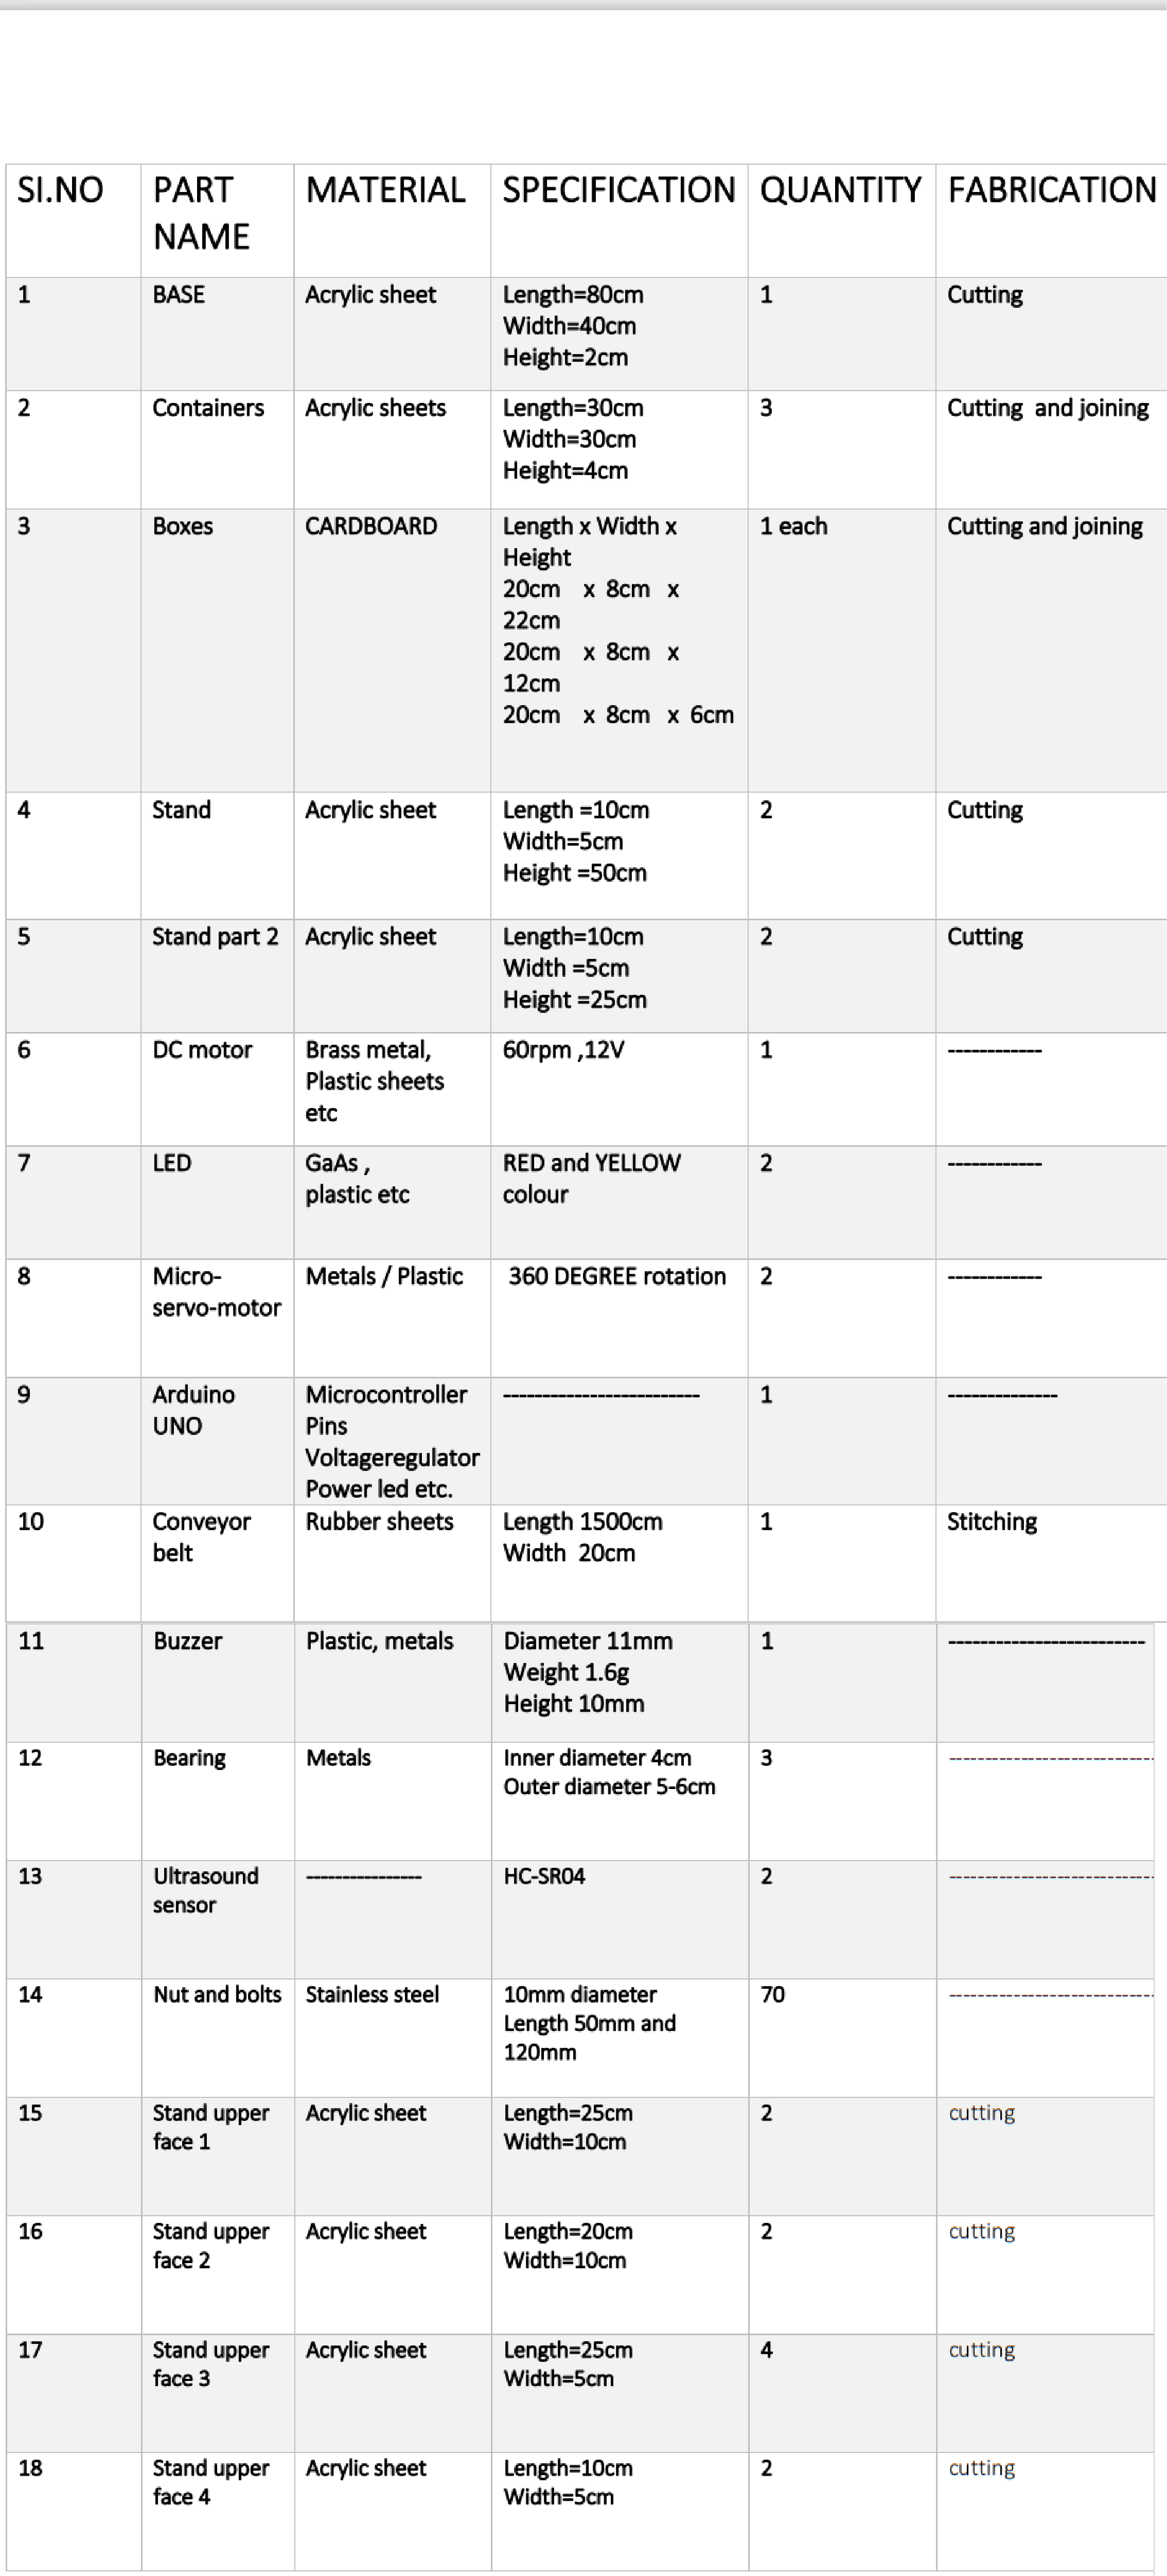 SI.NO PART NAME MATERIAL SPECIFICATION QUANTITY FABRICATION
1 BASE Acrylic sheet Length=80cm 1 Cutting
Width=40cm
Height=2cm
2 Containers Acrylic sheets Length=30cm 3 Cutting and joining
Width=30cm
Height=4cm
3 Boxes CARDBOARD Length x Width x 1 each Cutting and joining
Height
20cm x 8cm x
22cm
20cm x 8cm x
12cm
20cm x 8cm x 6cm
4 Stand Acrylic sheet Length =10cm 2 Cutting
Width=5cm
Height =50cm
5 Stand part 2 Acrylic sheet Length=10cm 2 Cutting
Width =5cm
Height =25cm
6 DC motor Brass metal, 60rpm ,12V 1 ------------
Plastic sheets
etc
7 LED GaAs , RED and YELLOW 2 ------------
plastic etc colour
8 Micro- Metals / Plastic 360 DEGREE rotation 2 ------------
servo-motor
9 Arduino Microcontroller ------------------------- 1 --------------
UNO Pins
Voltageregulator
Power led etc.
10 Conveyor Rubber sheets Length 1500cm 1 Stitching
belt Width 20cm
11 Buzzer Plastic, metals Diameter 11mm 1 -------------------------
Weight 1.6g
Height 10mm
12 Bearing Metals Inner diameter 4cm 3 ----------------------------
Outer diameter 5-6cm
13 Ultrasound ---------------- HC-SR04 2 ----------------------------
sensor
14 Nut and bolts Stainless steel 10mm diameter 70 ----------------------------
Length 50mm and
120mm
15 Stand upper Acrylic sheet Length=25cm 2 cutting
face 1 Width=10cm
16 Stand upper Acrylic sheet Length=20cm 2 cutting
face 2 Width=10cm
17 Stand upper Acrylic sheet Length=25cm 4 cutting
face 3 Width=5cm
18 Stand upper Acrylic sheet Length=10cm 2 cutting
face 4 Width=5cm